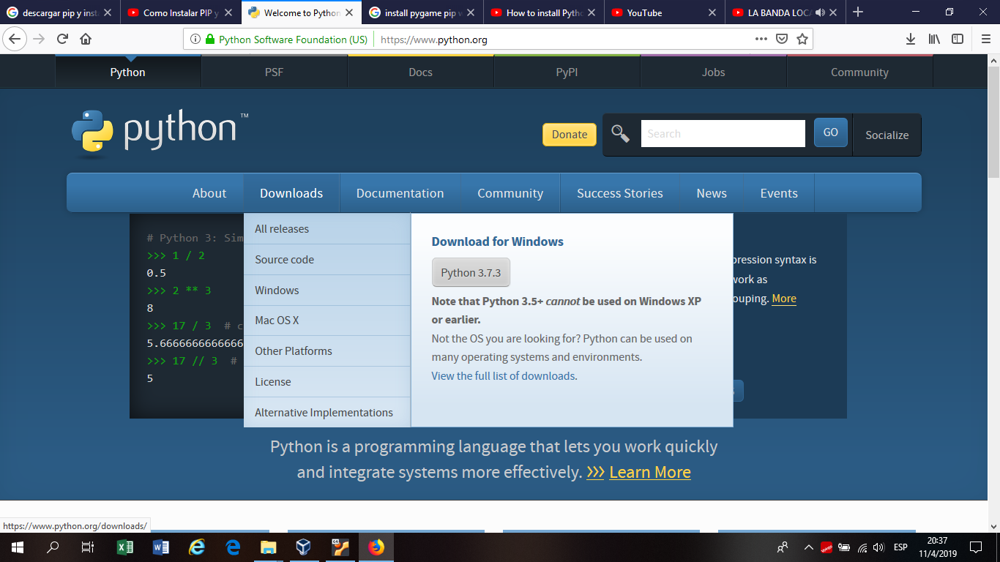 descargar pip y inst
Como Instalar PIP y
Welcome to Python
install pygame pip w
How to install Pytho
YouTube
LA BANDA LOCA
Python Software Foundation (US)
https://www.python.org
Python
PSF
Docs
PyPI
Jobs
Community
python™
Donate
Search
GO
Socialize
About
Downloads
Documentation
Community
Success Stories
News
Events
# Python 3: Sim
>>> 1 / 2
0.5
>>> 2 ** 3
8
>>> 17 / 3 # c
5.6666666666666
>>> 17 // 3 #
5
All releases
Source code
Windows
Mac OS X
Other Platforms
License
Alternative Implementations
Download for Windows
Python 3.7.3
Note that Python 3.5+ cannot be used on Windows XP
or earlier.
Not the OS you are looking for? Python can be used on
many operating systems and environments.
View the full list of downloads.
pression syntax is
work as
ouping. More
Python is a programming language that lets you work quickly
and integrate systems more effectively. >>> Learn More
https://www.python.org/downloads/
ESP
20:37
11/4/2019